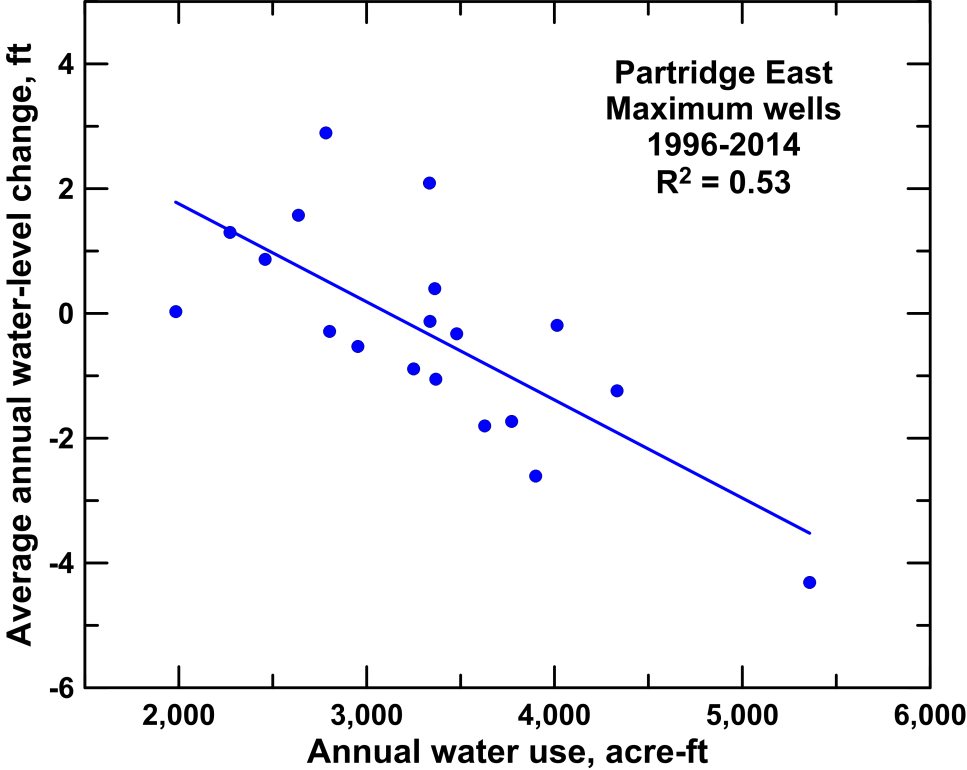 Partridge East
Maximum wells
1996-2014
R² = 0.53
Average annual water-level change, ft
4
2
0
-2
-4
-6
2,000 3,000 4,000 5,000 6,000
Annual water use, acre-ft